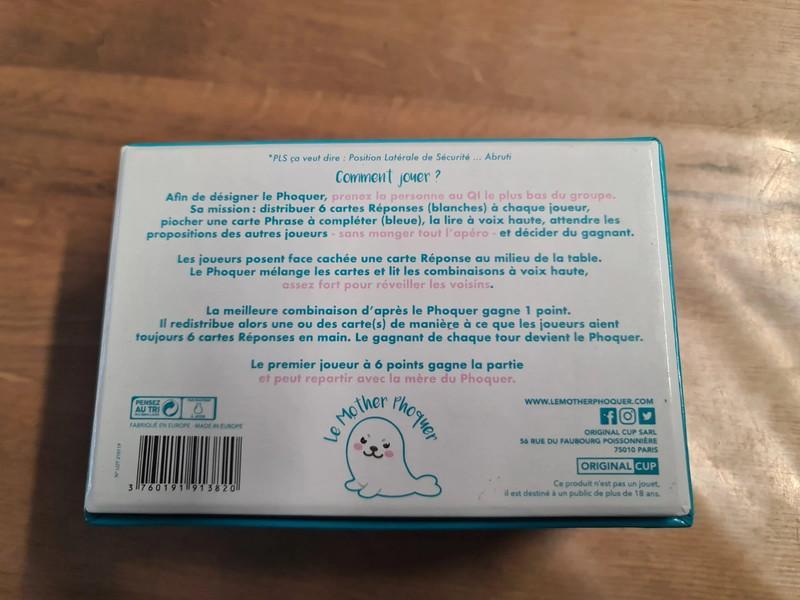 *PLS ça veut dire : Position Latérale de Sécurité ... Abruti
Comment jouer ?
Afin de désigner le Phoquer, prenez la personne au QI le plus bas du groupe.
Sa mission : distribuer 6 cartes Réponses (blanches) à chaque joueur,
piocher une carte Phrase à compléter (bleue), la lire à voix haute, attendre les
propositions des autres joueurs - sans manger tout l'apéro - et décider du gagnant.
Les joueurs posent face cachée une carte Réponse au milieu de la table.
Le Phoquer mélange les cartes et lit les combinaisons à voix haute,
assez fort pour réveiller les voisins.
La meilleure combinaison d'après le Phoquer gagne 1 point.
Il redistribue alors une ou des carte(s) de manière à ce que les joueurs aient
toujours 6 cartes Réponses en main. Le gagnant de chaque tour devient le Phoquer.
Le premier joueur à 6 points gagne la partie
et peut repartir avec la mère du Phoquer.
PENSEZ
AU TRI
FABRIQUÉ EN EUROPE - MADE IN EUROPE
3 760191 913820
Le Mother Phoquer
WWW.LEMOTHERPHOQUER.COM
ORIGINAL CUP SARL
56 RUE DU FAUBOURG POISSONNIÈRE
75010 PARIS
ORIGINAL CUP
Ce produit n'est pas un jouet,
il est destiné à un public de plus de 18 ans.